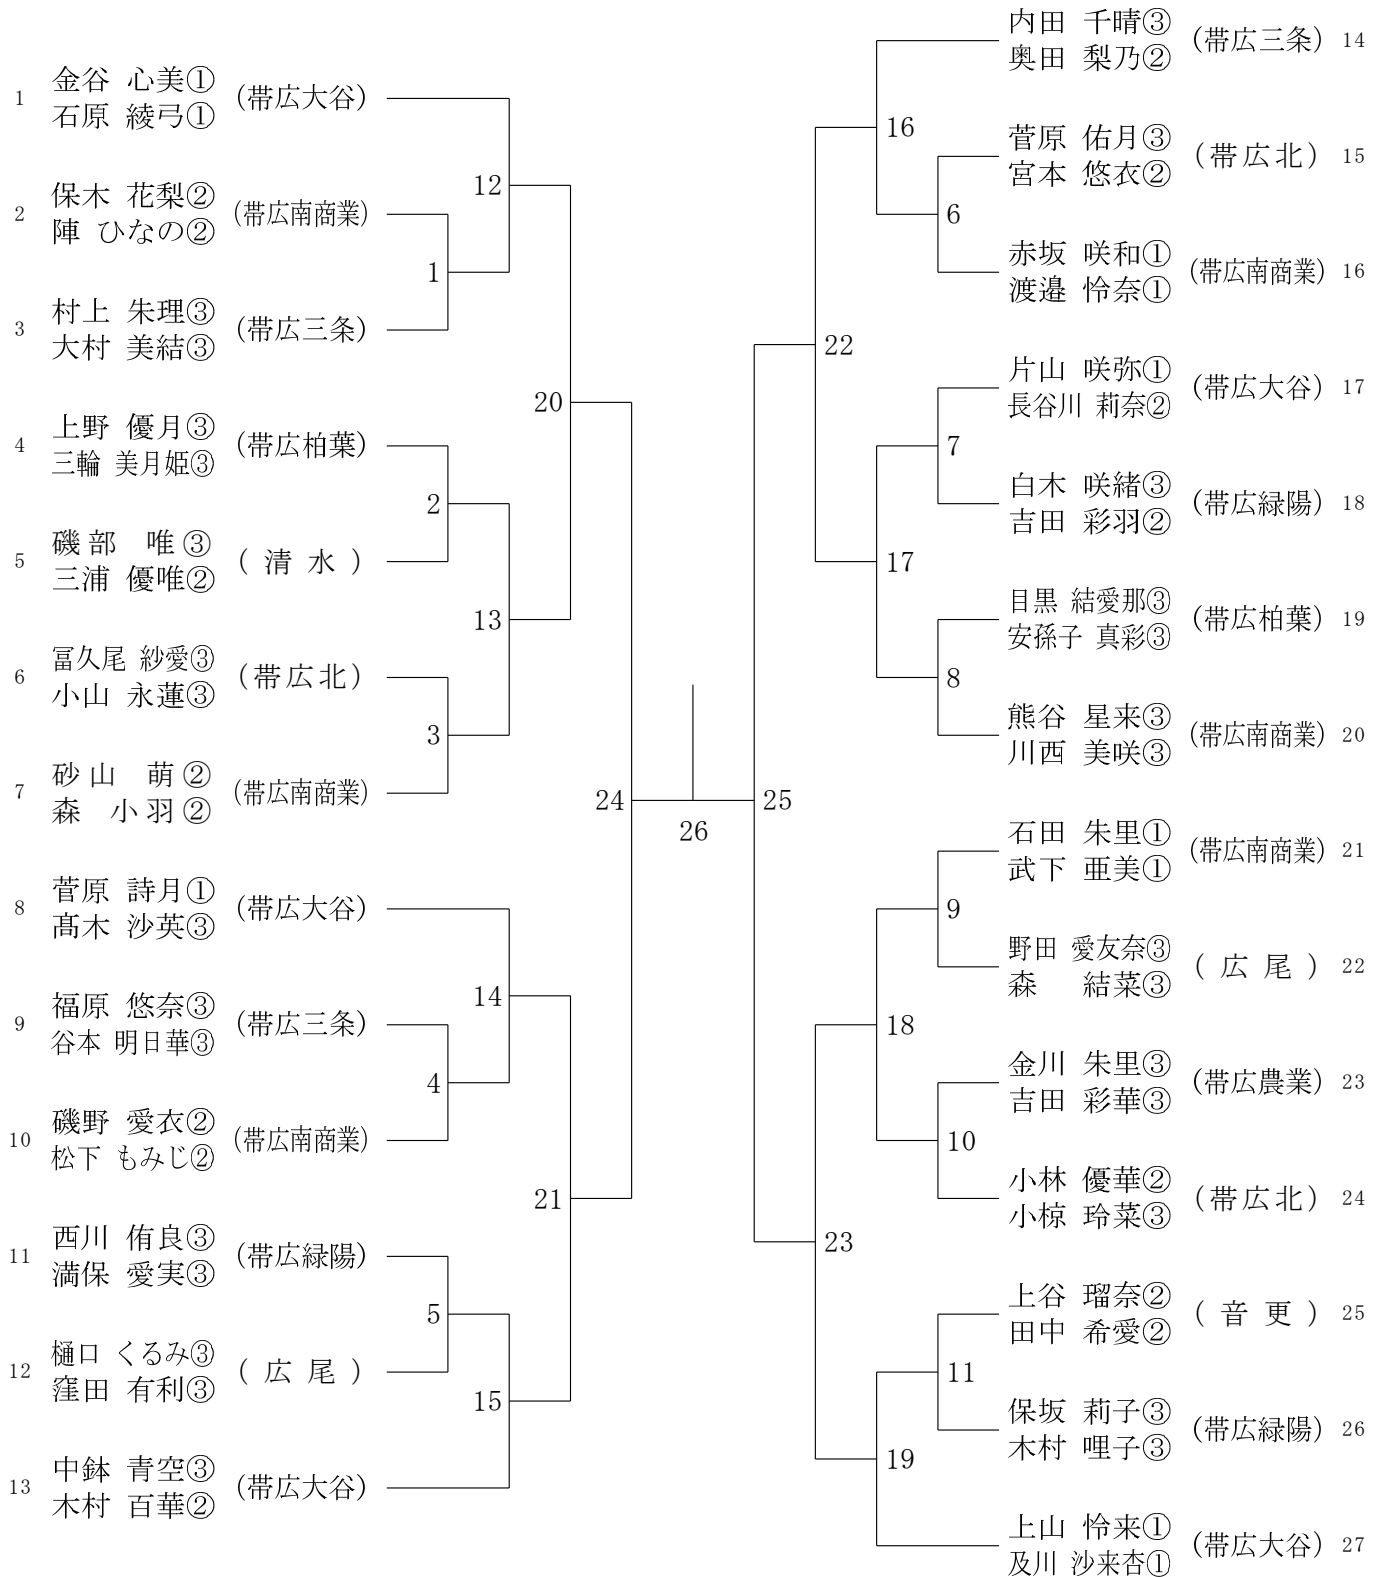 1 金谷 心美① (帯広大谷)
石原 綾弓①
2 保木 花梨② (帯広南商業)
陣 ひなの②
3 村上 朱理③ (帯広三条)
大村 美結③
4 上野 優月③ (帯広柏葉)
三輪 美月姫③
5 磯部 唯③ (清水)
三浦 優唯②
6 冨久尾 紗愛③ (帯広北)
小山 永蓮③
7 砂山 萌② (帯広南商業)
森 小羽②
8 菅原 詩月① (帯広大谷)
髙木 沙英③
9 福原 悠奈③ (帯広三条)
谷本 明日華③
10 磯野 愛衣② (帯広南商業)
松下 もみじ②
11 西川 侑良③ (帯広緑陽)
満保 愛実③
12 樋口 くるみ③ (広尾)
窪田 有利③
13 中鉢 青空③ (帯広大谷)
木村 百華②
12
1
20
2
13
3
24
14
4
21
5
15
26
25
22
16
6
7
17
8
9
18
10
23
11
19
内田 千晴③ (帯広三条) 14
奥田 梨乃②
菅原 佑月③ (帯広北) 15
宮本 悠衣②
赤坂 咲和① (帯広南商業) 16
渡邉 怜奈①
片山 咲弥① (帯広大谷) 17
長谷川 莉奈②
白木 咲緒③ (帯広緑陽) 18
吉田 彩羽②
目黒 結愛那③ (帯広柏葉) 19
安孫子 真彩③
熊谷 星来③ (帯広南商業) 20
川西 美咲③
石田 朱里① (帯広南商業) 21
武下 亜美①
野田 愛友奈③ (広尾) 22
森 結菜③
金川 朱里③ (帯広農業) 23
吉田 彩華③
小林 優華② (帯広北) 24
小椋 玲菜③
上谷 瑠奈② (音更) 25
田中 希愛②
保坂 莉子③ (帯広緑陽) 26
木村 哩子③
上山 怜来① (帯広大谷) 27
及川 沙来杏①